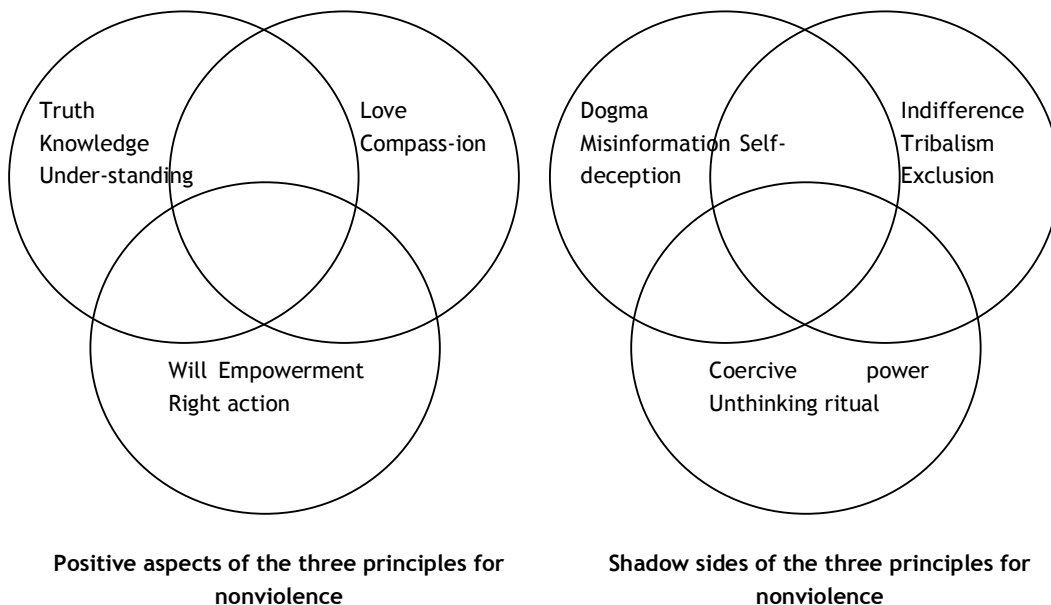 Truth
Knowledge
Under-standing
Love
Compass-ion
Will Empowerment
Right action
Positive aspects of the three principles for
nonviolence
Dogma
Misinformation Self-
deception
Indifference
Tribalism
Exclusion
Coercive power
Unthinking ritual
Shadow sides of the three principles for
nonviolence